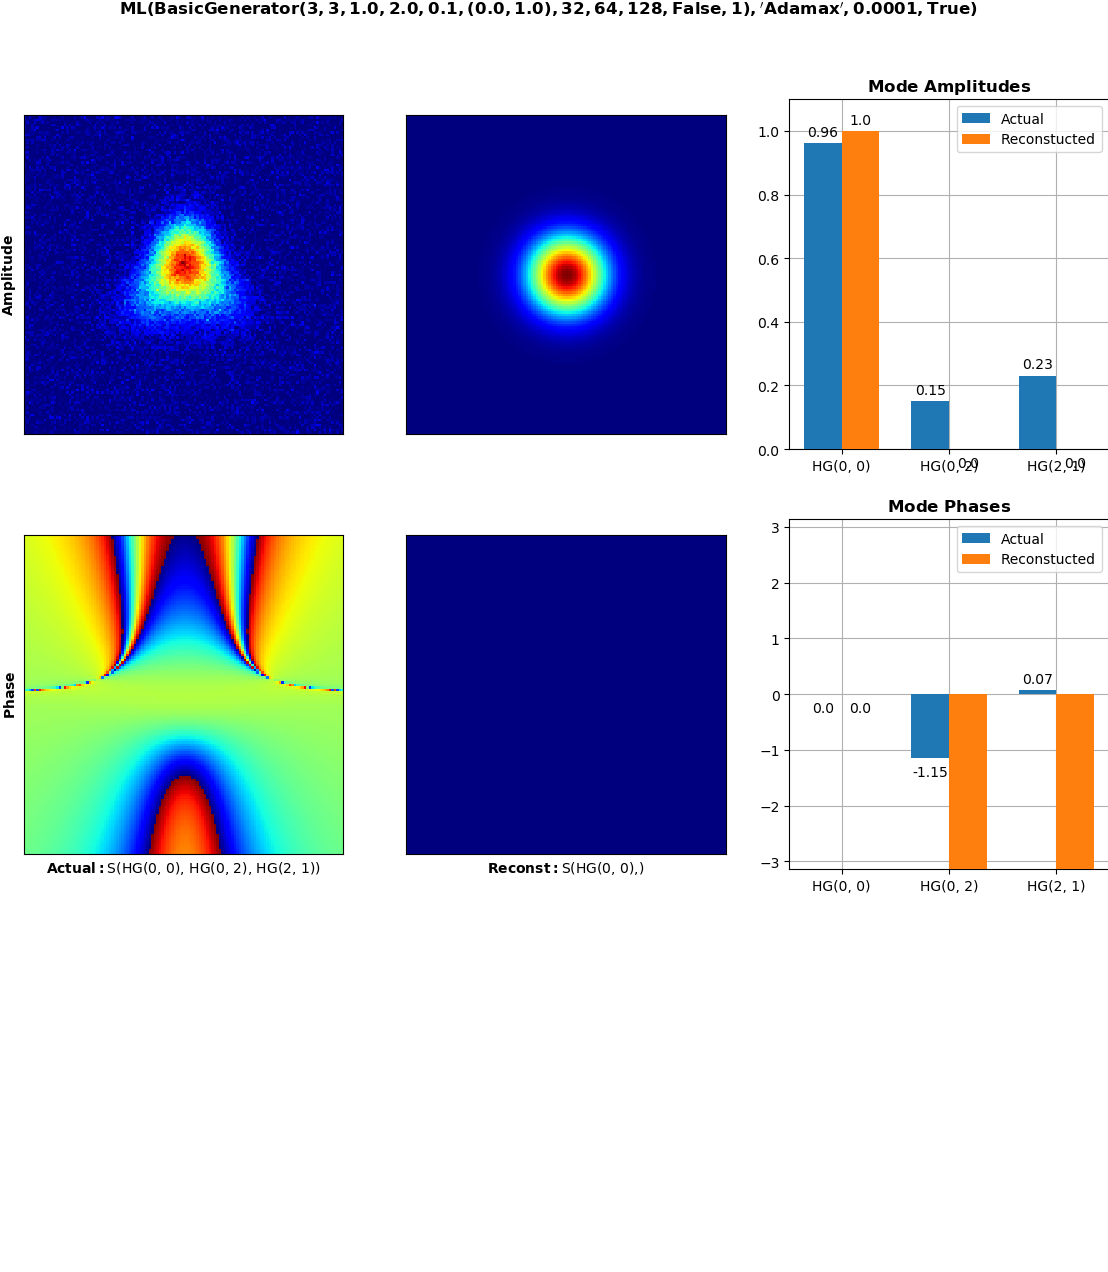 ML(BasicGenerator(3, 3, 1.0, 2.0, 0.1, (0.0, 1.0), 32, 64, 128, False, 1), ′Adamax′, 0.0001, True)
Amplitude
Mode Amplitudes
Actual
Reconstucted
1.0
0.8
0.6
0.4
0.2
0.0
0.96
1.0
0.15
0.0
0.23
0.0
HG(0, 0)
HG(0, 2)
HG(2, 1)
Phase
Actual: S(HG(0, 0), HG(0, 2), HG(2, 1))
Reconst: S(HG(0, 0),)
Mode Phases
Actual
Reconstucted
3
2
1
0
−1
−2
−3
0.0
0.0
-1.15
0.07
HG(0, 0)
HG(0, 2)
HG(2, 1)